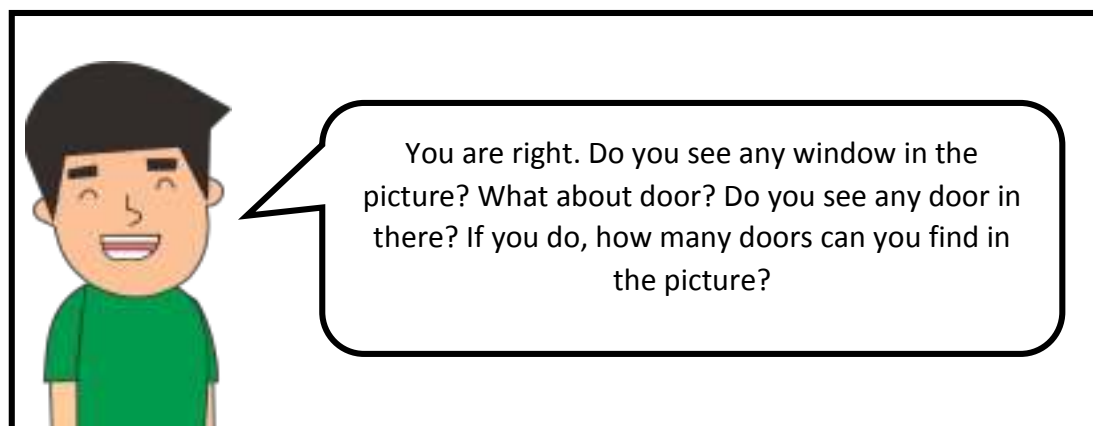 You are right. Do you see any window in the
picture? What about door? Do you see any door in
there? If you do, how many doors can you find in
the picture?